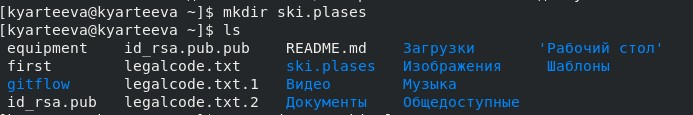 [kyarteeva@kyarteeva ~]$ mkdir ski.plases
[kyarteeva@kyarteeva ~]$ ls
equipment id_rsa.pub.pub README.md Загрузки 'Рабочий стол'
first legalcode.txt ski.plases Изображения Шаблоны
gitflow legalcode.txt.1 Видео Музыка
id_rsa.pub legalcode.txt.2 Документы Общедоступные